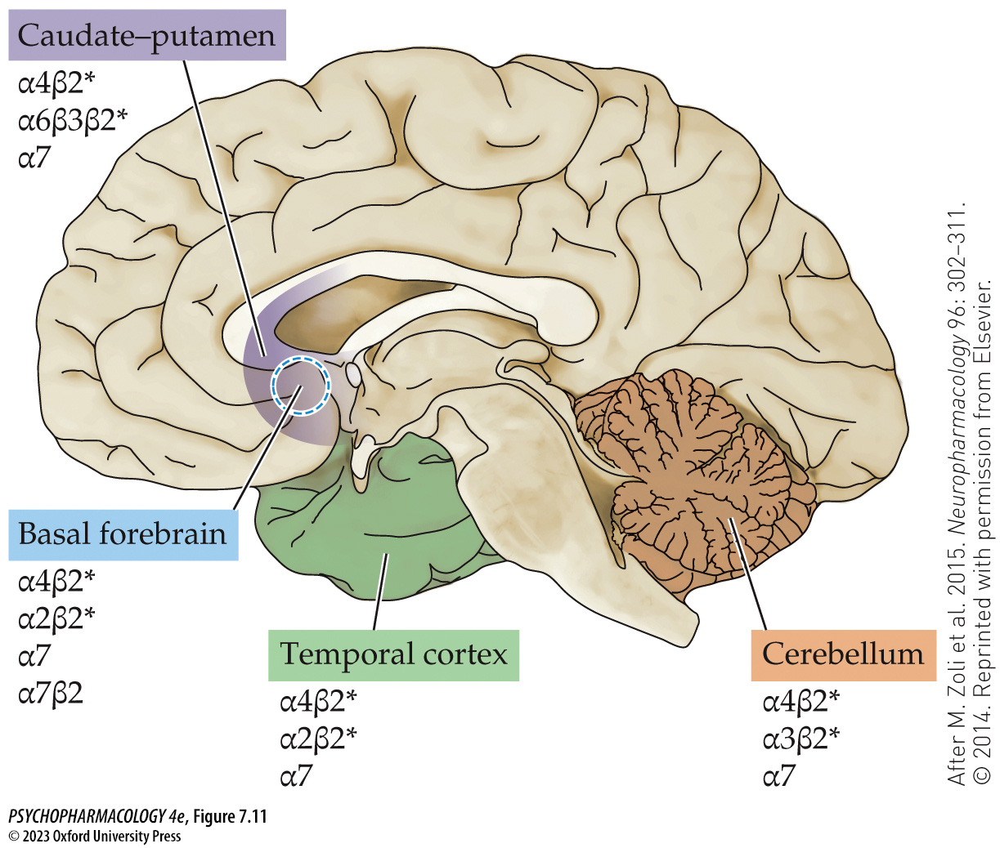 Caudate–putamen
α4β2*
α6β3β2*
α7
Basal forebrain
α4β2*
α2β2*
α7
α7β2
Temporal cortex
α4β2*
α2β2*
α7
Cerebellum
α4β2*
α3β2*
α7
After M. Zoli et al. 2015. Neuropharmacology 96: 302–311.
© 2014. Reprinted with permission from Elsevier.
PSYCHOPHARMACOLOGY 4e, Figure 7.11
© 2023 Oxford University Press